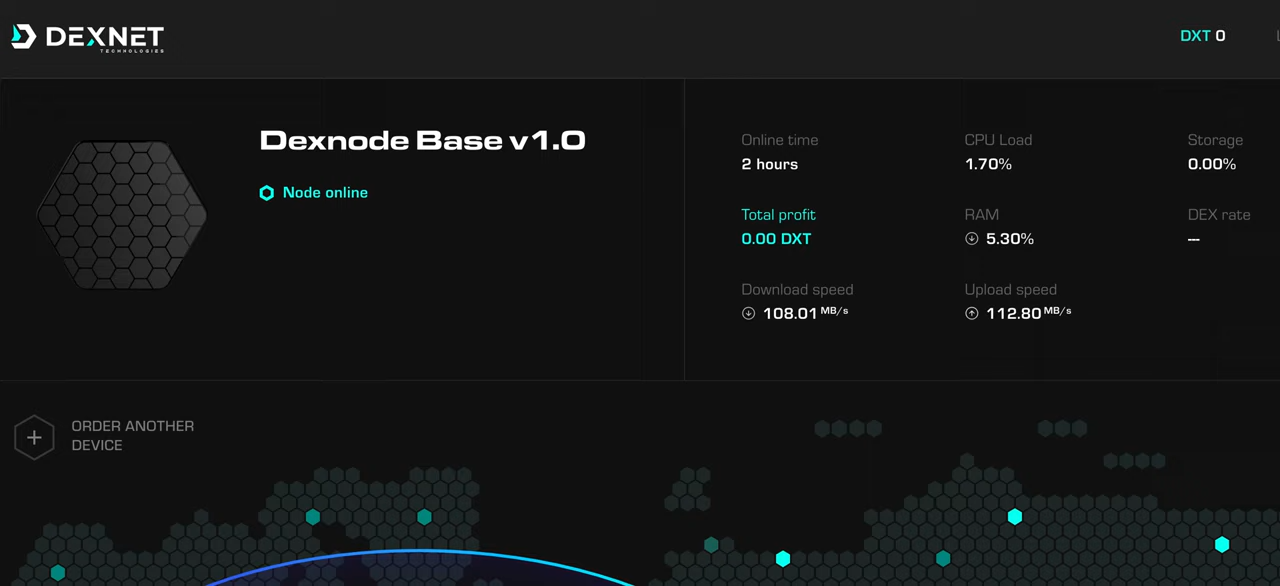 DEXNET
TECHNOLOGIES
DXT 0
Dexnode Base v1.0
Node online
Online time
2 hours
CPU Load
1.70%
Storage
0.00%
Total profit
0.00 DXT
RAM
5.30%
DEX rate
---
Download speed
108.01 MB/s
Upload speed
112.80 MB/s
ORDER ANOTHER
DEVICE